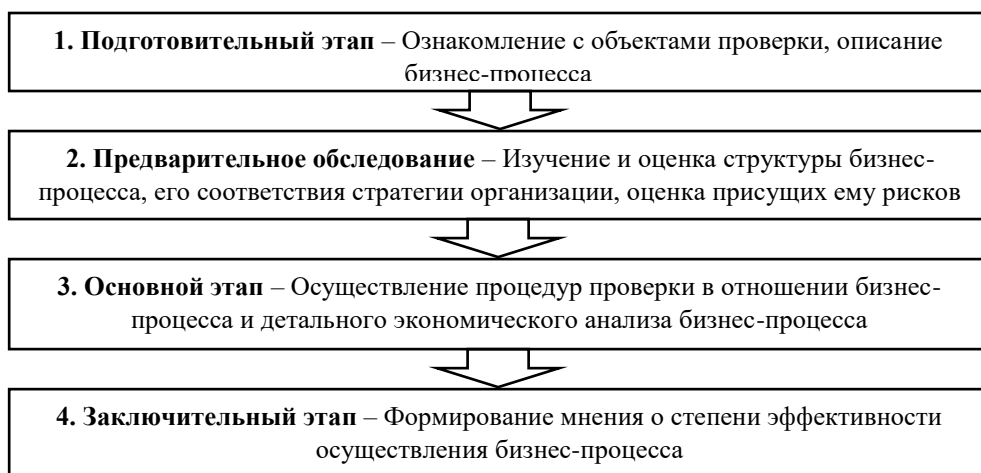 1. Подготовительный этап – Ознакомление с объектами проверки, описание
бизнес-процесса
2. Предварительное обследование – Изучение и оценка структуры бизнес-
процесса, его соответствия стратегии организации, оценка присущих ему рисков
3. Основной этап – Осуществление процедур проверки в отношении бизнес-
процесса и детального экономического анализа бизнес-процесса
4. Заключительный этап – Формирование мнения о степени эффективности
осуществления бизнес-процесса